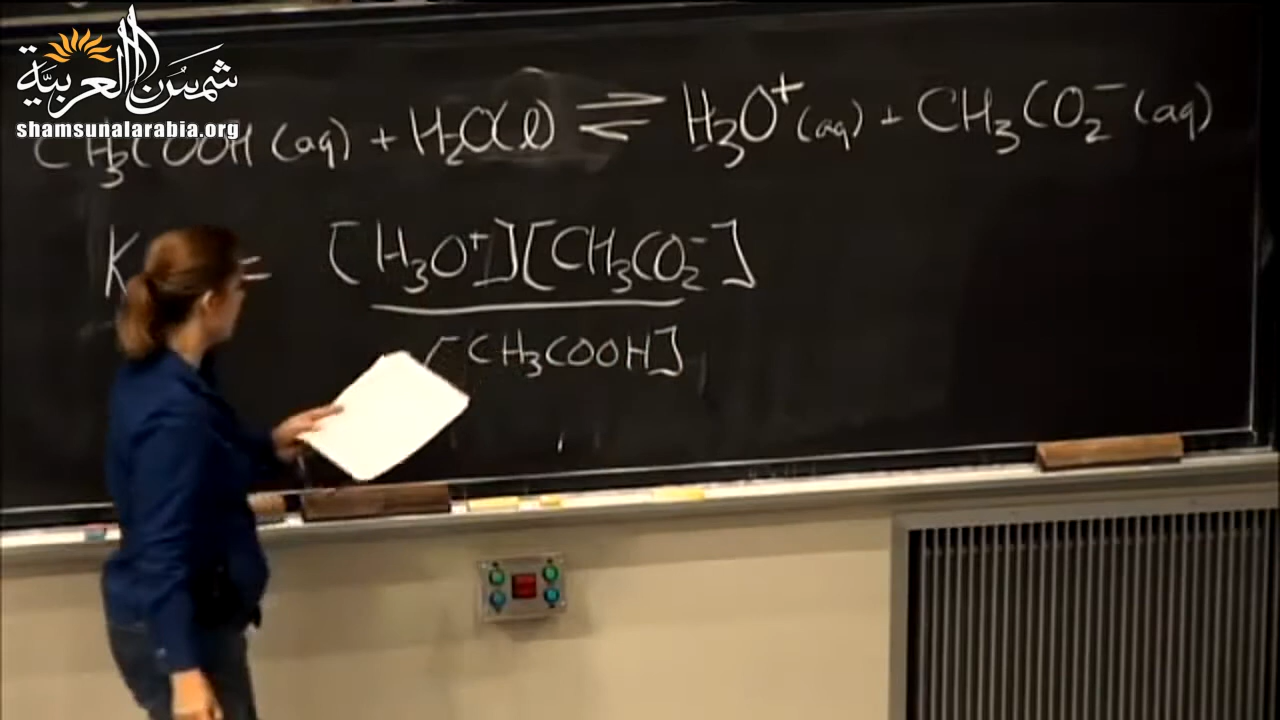 شمس العربية
shamsunalarabia.org
CH₃COOH (aq) + H₂O(l) ⇌ H₃O⁺ (aq) + CH₃CO₂⁻ (aq)
K = [H₃O⁺][CH₃CO₂⁻]
[CH₃COOH]